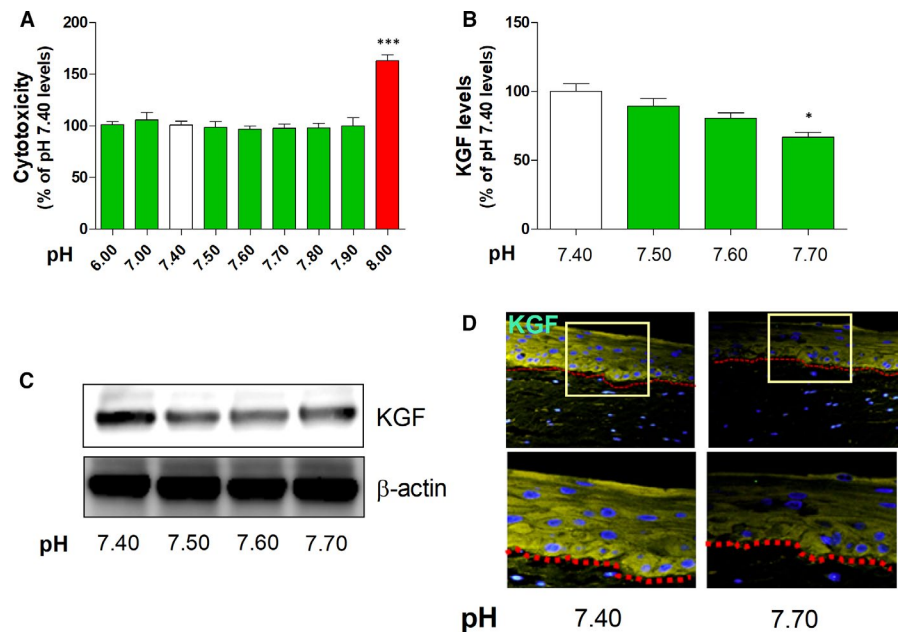 A
Cytotoxicity
(% of pH 7.40 levels)
200
150
100
50
0
***
pH
6.00 7.00 7.40 7.50 7.60 7.70 7.80 7.90 8.00
B
KGF levels
(% of pH 7.40 levels)
150
100
50
0
*
pH
7.40 7.50 7.60 7.70
C
KGF
β-actin
pH 7.40 7.50 7.60 7.70
D
KGF
pH 7.40 7.70